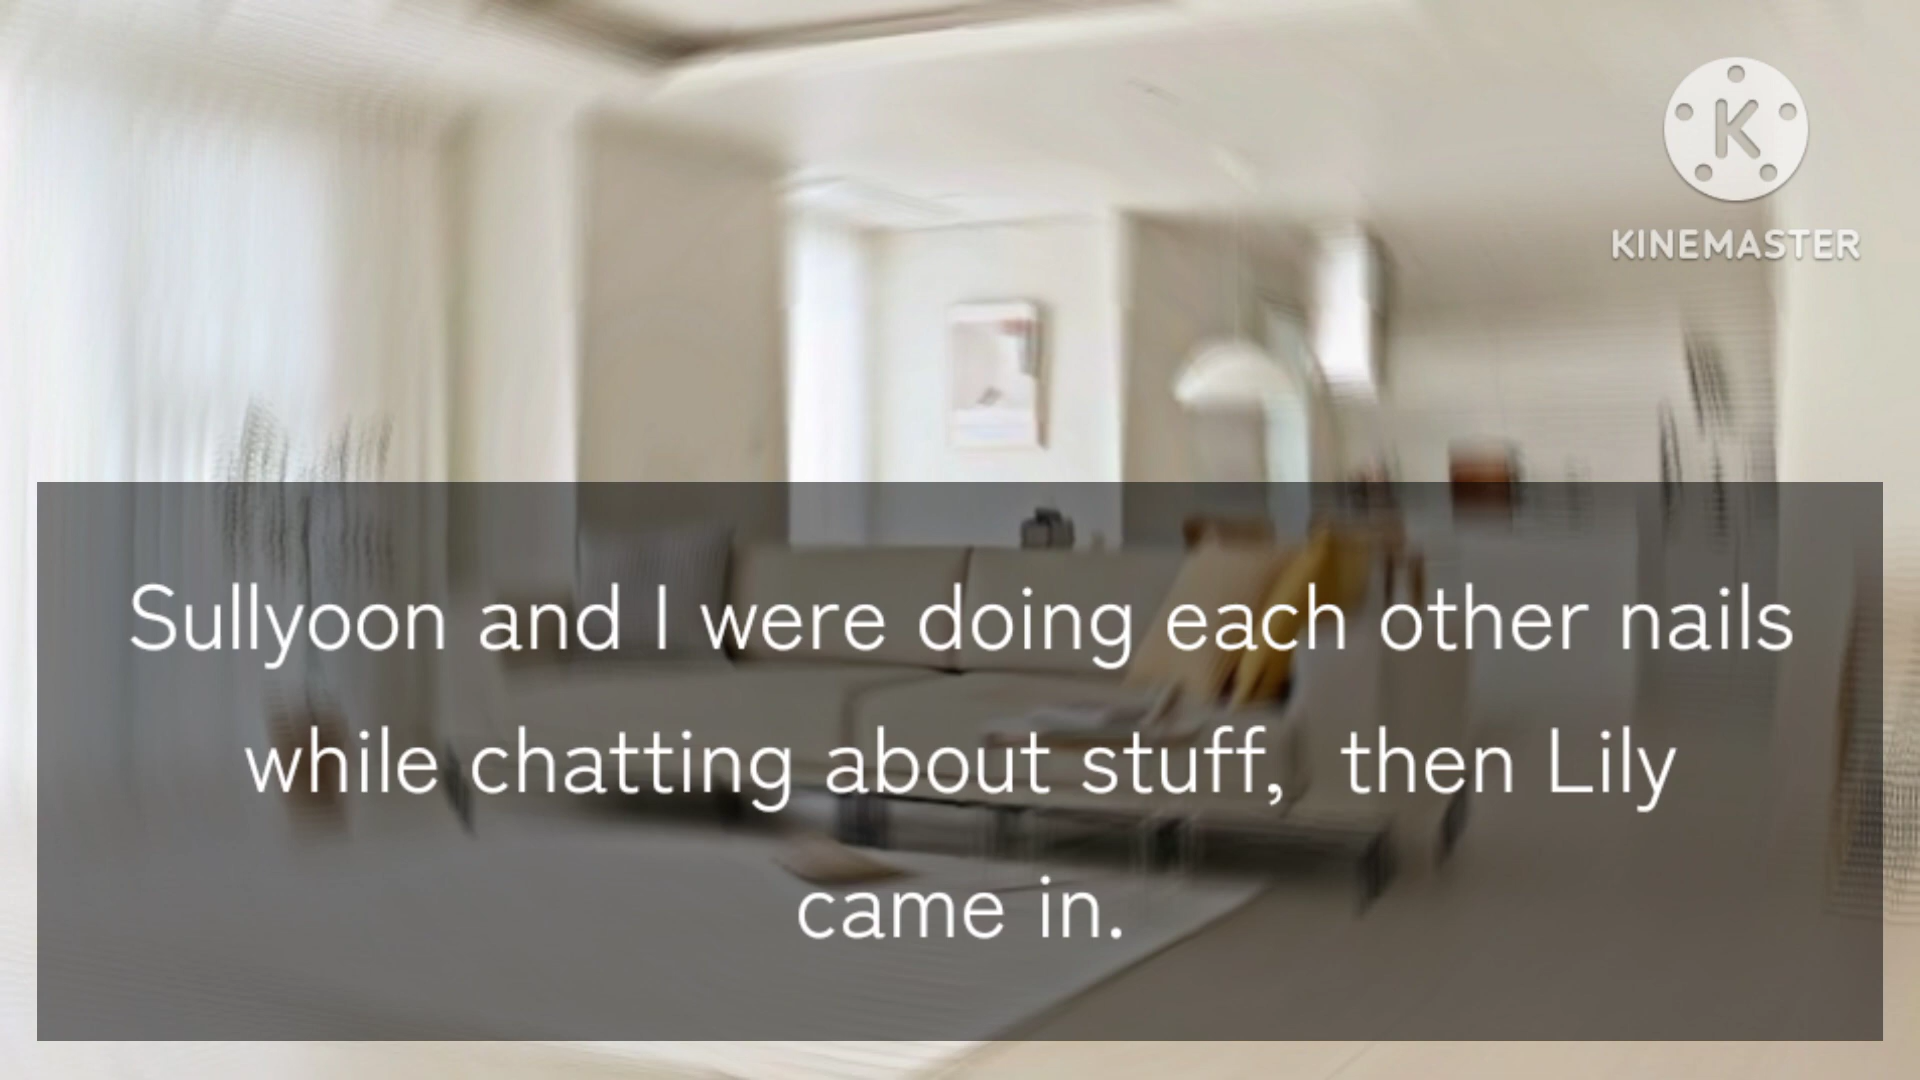 K
KINEMASTER
Sullyoon and I were doing each other nails
while chatting about stuff,  then Lily
came in.